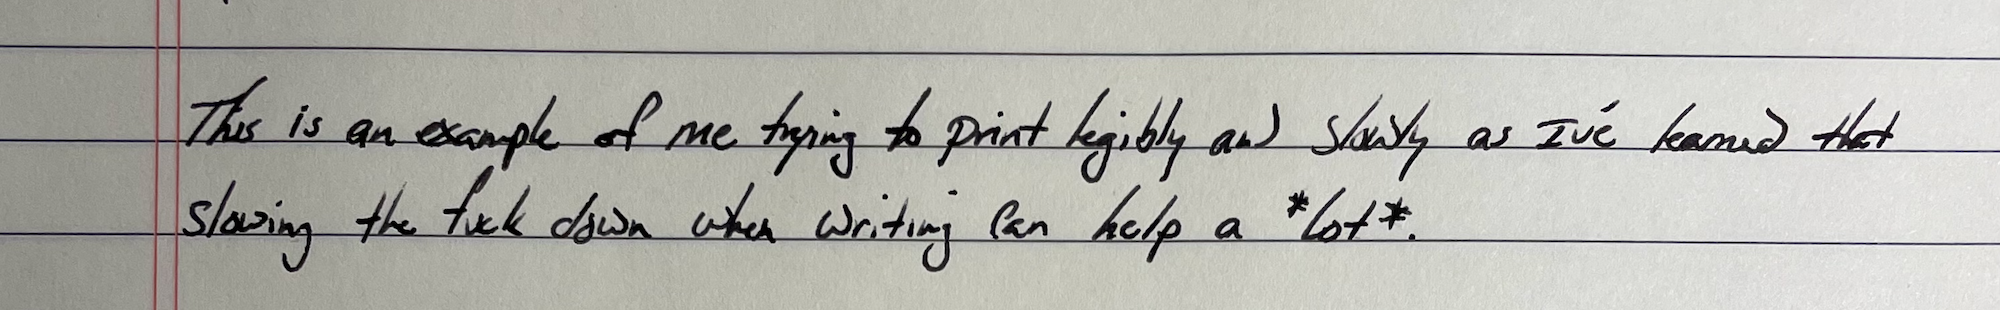 This is an example of me trying to print legibly and slowly as I've learned that
slowing the fuck down when writing can help a *lot*.